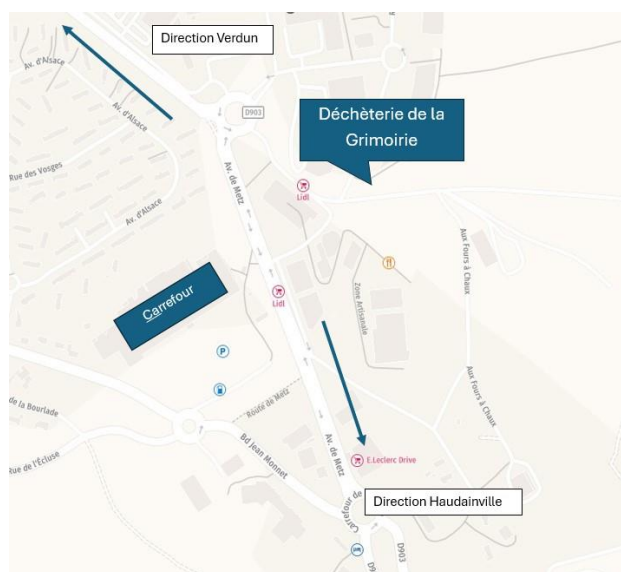 Direction Verdun
Av. d'Alsace
Av. d'Alsace
D903
Déchèterie de la
Grimoirie
Rue des Vosges
Av. de Metz
Lidl
Av. d'Alsace
Aux Fours à Chaux
Carrefour
Lidl
Zone Artisanale
P
de la Bourlade
Route de Metz
Aux Fours à Chaux
Rue de l'Écluse
Bd Jean Monnet
Av. de Metz
E.Leclerc Drive
Direction Haudainville
Carrefour de
D903